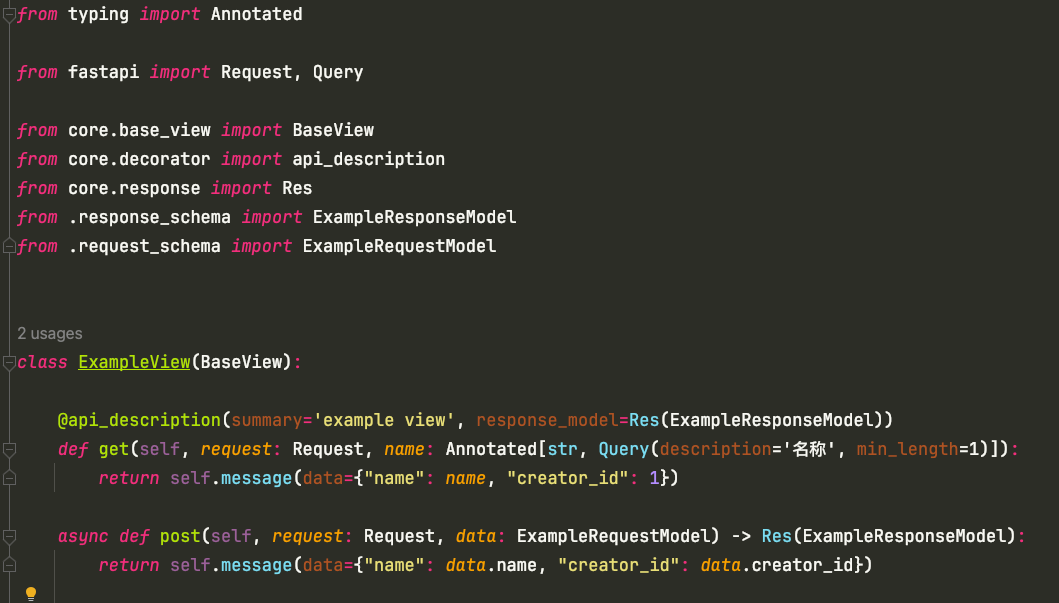 from typing import Annotated
from fastapi import Request, Query
from core.base_view import BaseView
from core.decorator import api_description
from core.response import Res
from .response_schema import ExampleResponseModel
from .request_schema import ExampleRequestModel
2 usages
class ExampleView(BaseView):
@api_description(summary='example view', response_model=Res(ExampleResponseModel))
def get(self, request: Request, name: Annotated[str, Query(description='名称', min_length=1)]):
return self.message(data={"name": name, "creator_id": 1})
async def post(self, request: Request, data: ExampleRequestModel) -> Res(ExampleResponseModel):
return self.message(data={"name": data.name, "creator_id": data.creator_id})